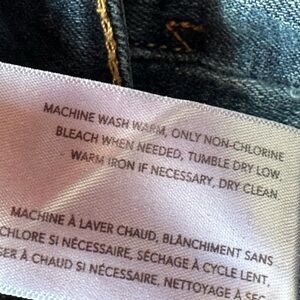 MACHINE WASH WARM, ONLY NON-CHLORINE
BLEACH WHEN NEEDED, TUMBLE DRY LOW,
WARM IRON IF NECESSARY, DRY CLEAN
MACHINE À LAVER CHAUD, BLANCHIMENT SANS
CHLORE SI NÉCESSAIRE, SÉCHAGE À CYCLE LENT,
À CHAUD SI NÉCESSAIRE, NETTOYAGE À